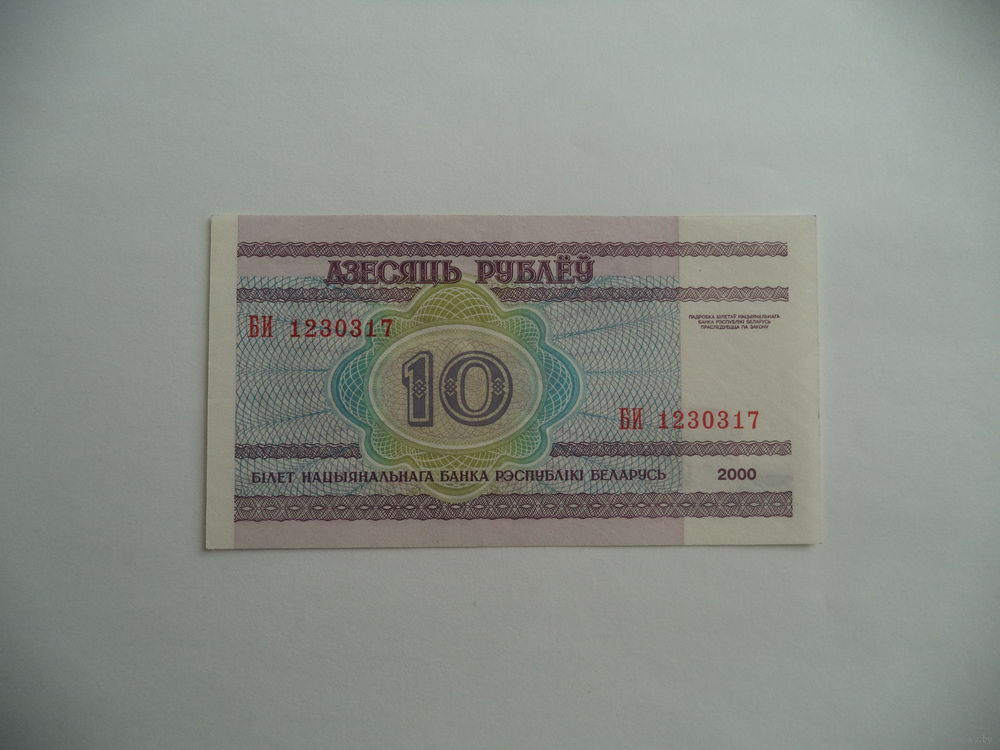 ДЗЕСЯЦЬ РУБЛЁЎ
БИ 1230317
ПАДРОБКА БІЛЕТАЎ НАЦЫЯНАЛЬНАГА
БАНКА РЭСПУБЛІКІ БЕЛАРУСЬ
ПРАСЛЕДУЕЦЦА ПА ЗАКОНУ
10
БИ 1230317
БІЛЕТ НАЦЫЯНАЛЬНАГА БАНКА РЭСПУБЛІКІ БЕЛАРУСЬ
2000